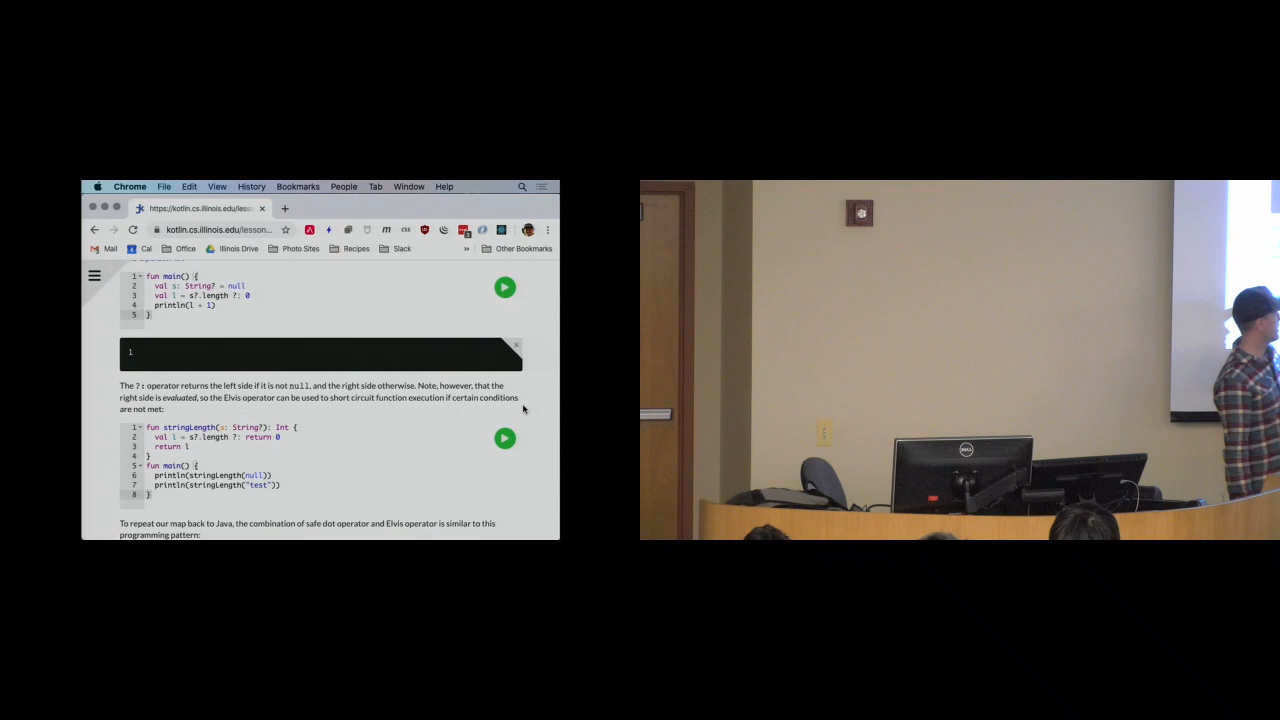 Chrome File Edit View History Bookmarks People Tab Window Help
https://kotlin.cs.illinois.edu/less
kotlin.cs.illinois.edu/lesson...
Mail Cal Office Illinois Drive Photo Sites Recipes Slack » Other Bookmarks
1 fun main() {
2 val s: String? = null
3 val l = s?.length ?: 0
4 println(l + 1)
5 }
1
The ?: operator returns the left side if it is not null, and the right side otherwise. Note, however, that the
right side is evaluated, so the Elvis operator can be used to short circuit function execution if certain conditions
are not met:
1 fun stringLength(s: String?): Int {
2 val l = s?.length ?: return 0
3 return l
4 }
5 fun main() {
6 println(stringLength(null))
7 println(stringLength("test"))
8 }
To repeat our map back to Java, the combination of safe dot operator and Elvis operator is similar to this
programming pattern:
DELL